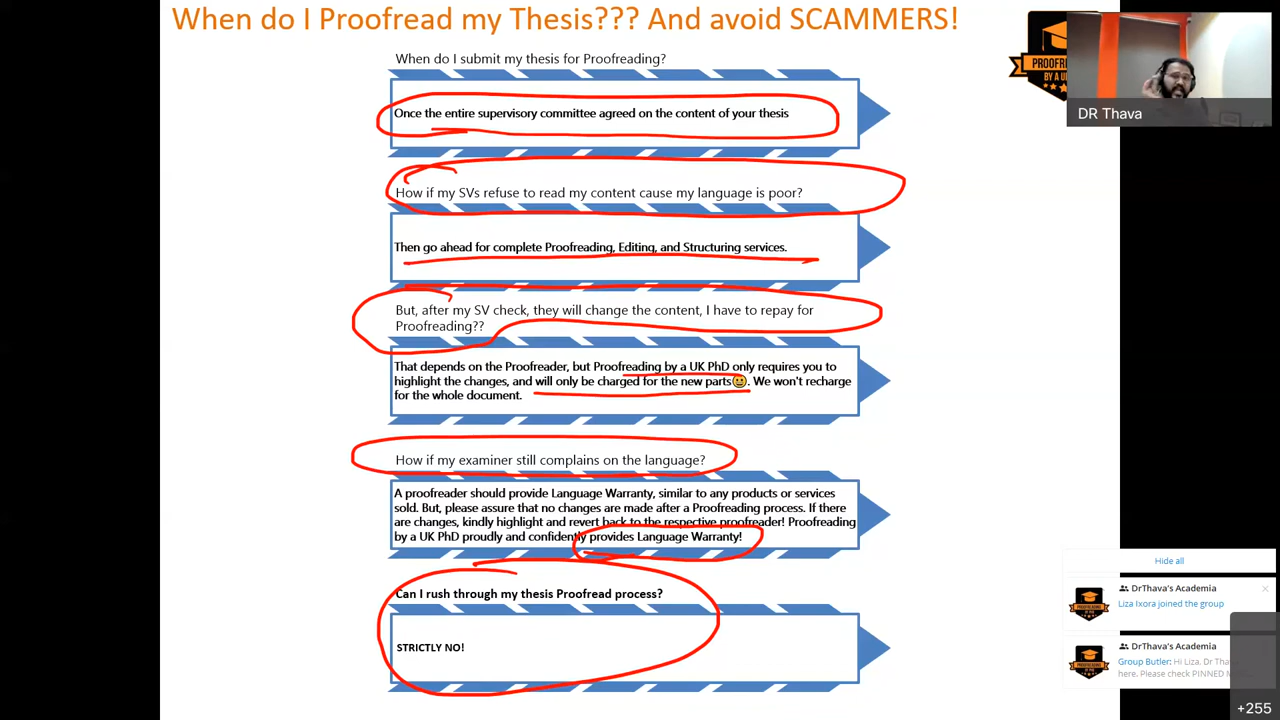 When do I Proofread my Thesis??? And avoid SCAMMERS!
When do I submit my thesis for Proofreading?
Once the entire supervisory committee agreed on the content of your thesis
How if my SVs refuse to read my content cause my language is poor?
Then go ahead for complete Proofreading, Editing, and Structuring services.
But, after my SV check, they will change the content, I have to repay for
Proofreading??
That depends on the Proofreader, but Proofreading by a UK PhD only requires you to
highlight the changes, and will only be charged for the new parts😀. We won't recharge
for the whole document.
How if my examiner still complains on the language?
A proofreader should provide Language Warranty, similar to any products or services
sold. But, please assure that no changes are made after a Proofreading process. If there
are changes, kindly highlight and revert back to the respective proofreader! Proofreading
by a UK PhD proudly and confidently provides Language Warranty!
Can I rush through my thesis Proofread process?
STRICTLY NO!
DR Thava
Hide all
DrThava's Academia
Liza Ixora joined the group
DrThava's Academia
Group Butler: Hi Liza. Dr
here. Please check PINNED
+255